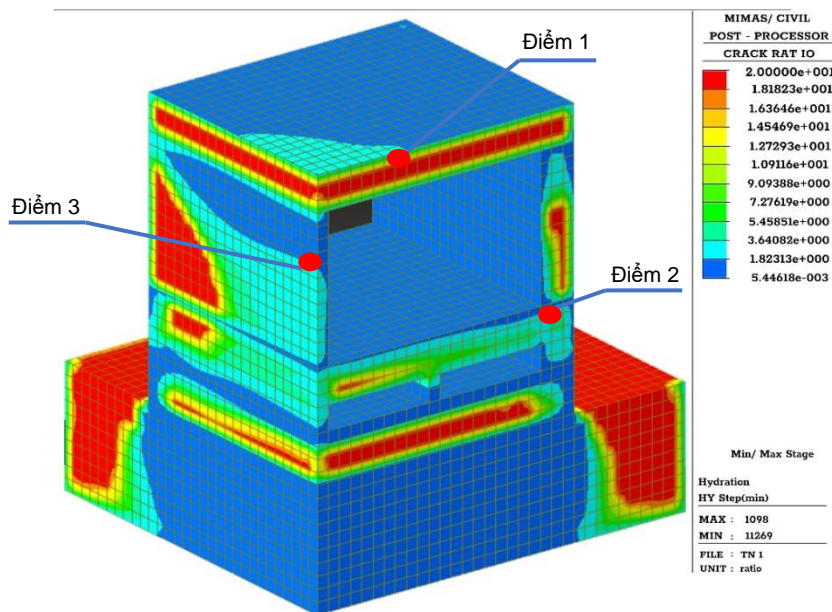 Điểm 1
Điểm 3
Điểm 2
MIMAS/ CIVIL
POST - PROCESSOR
CRACK RAT IO
2.00000e+001
1.81823e+001
1.63646e+001
1.45469e+001
1.27293e+001
1.09116e+001
9.09388e+000
7.27619e+000
5.45851e+000
3.64082e+000
1.82313e+000
5.44618e-003
Min/ Max Stage
Hydration
HY Step(min)
MAX : 1098
MIN : 11269
FILE : TN 1
UNIT : ratio